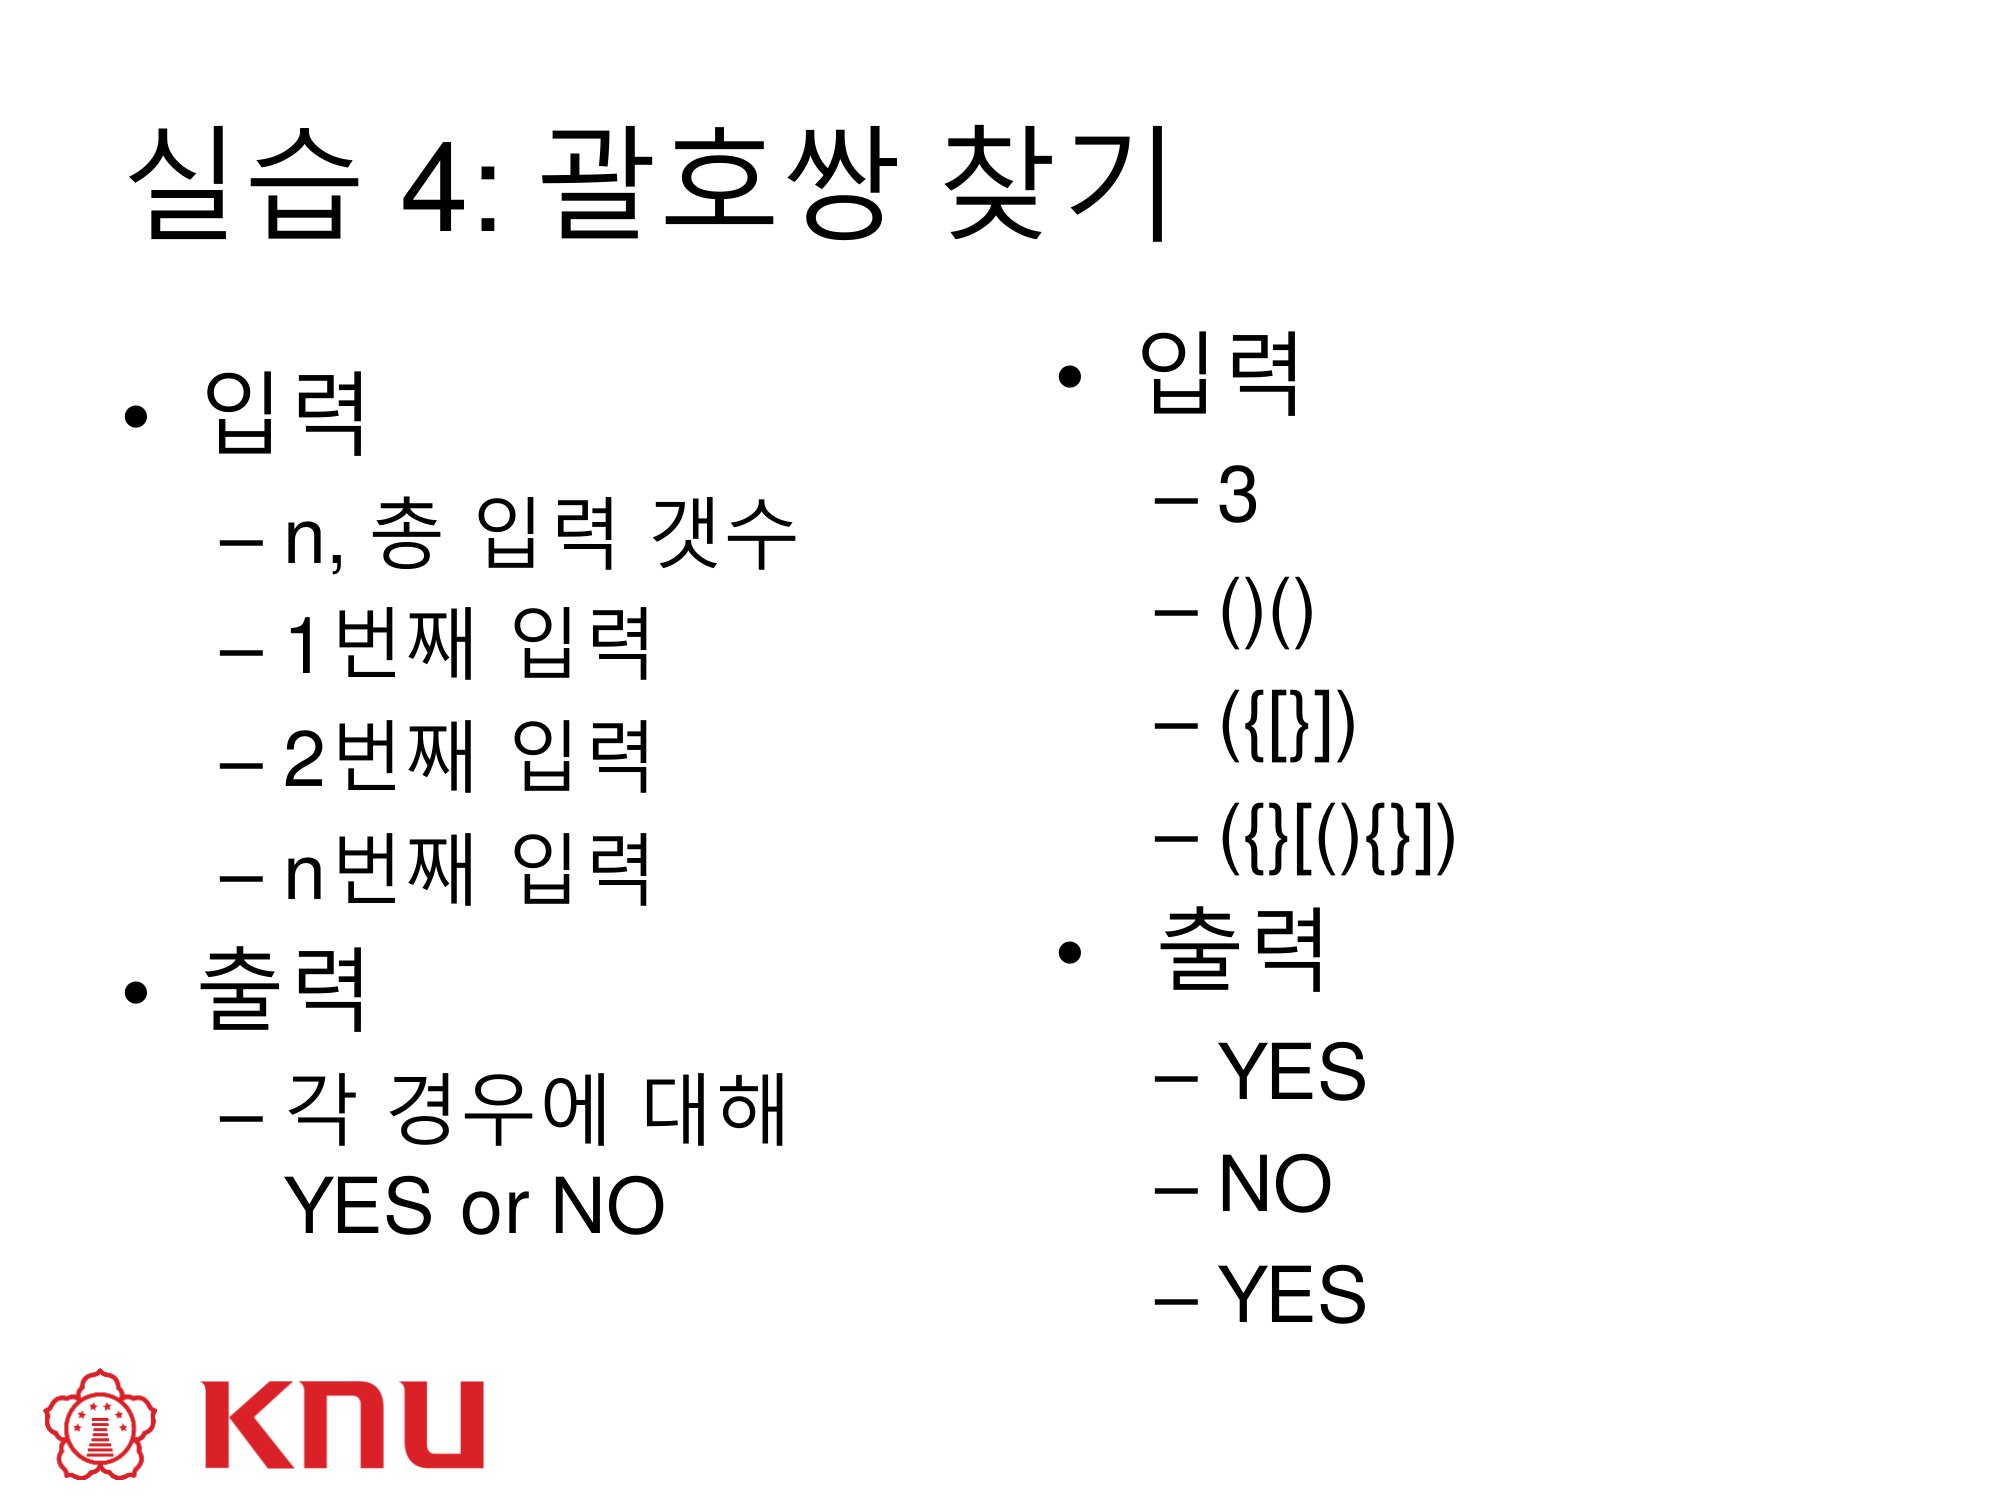 실습 4: 괄호쌍 찾기
• 입력
– n, 총 입력 갯수
– 1번째 입력
– 2번째 입력
– n번째 입력
• 출력
– 각 경우에 대해
YES or NO
• 입력
– 3
– ()()
– ({[}])
– ({}[(){}])
• 출력
– YES
– NO
– YES
KNU